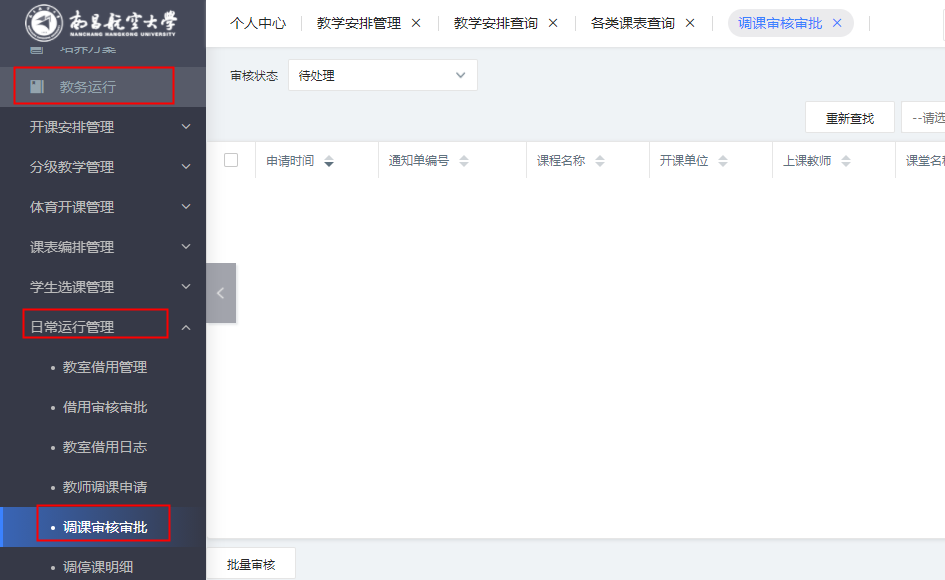 南昌航空大学
NANCHANG HANGKONG UNIVERSITY
个人中心
教学安排管理
教学安排查询
各类课表查询
调课审核审批
培养方案
教务运行
开课安排管理
分级教学管理
体育开课管理
课表编排管理
学生选课管理
日常运行管理
教室借用管理
借用审核审批
教室借用日志
教师调课申请
调课审核审批
调停课明细
审核状态
待处理
重新查找
--请选
申请时间
通知单编号
课程名称
开课单位
上课教师
课堂名称
批量审核